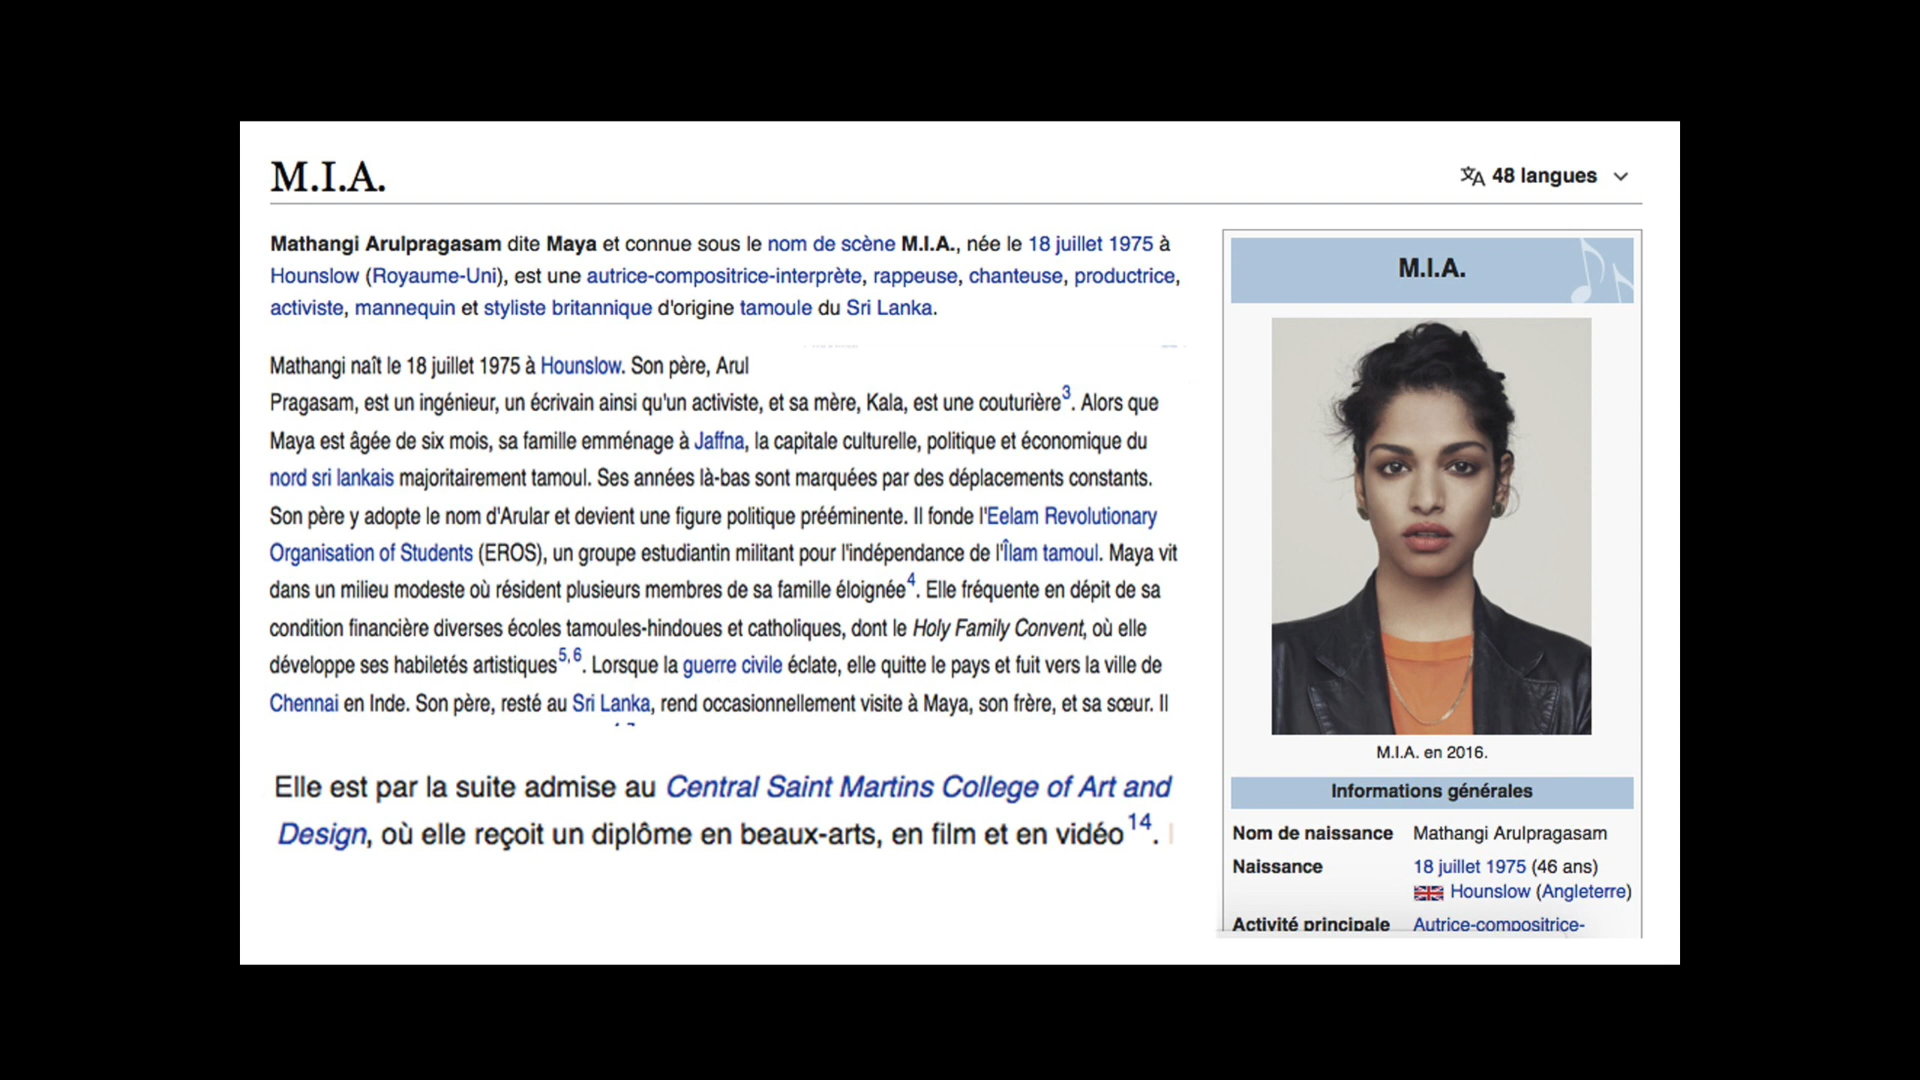 M.I.A.
48 langues
Mathangi Arulpragasam dite Maya et connue sous le nom de scène M.I.A., née le 18 juillet 1975 à
Hounslow (Royaume-Uni), est une autrice-compositrice-interprète, rappeuse, chanteuse, productrice,
activiste, mannequin et styliste britannique d'origine tamoule du Sri Lanka.
Mathangi naît le 18 juillet 1975 à Hounslow. Son père, Arul
Pragasam, est un ingénieur, un écrivain ainsi qu'un activiste, et sa mère, Kala, est une couturière3. Alors que
Maya est âgée de six mois, sa famille emménage à Jaffna, la capitale culturelle, politique et économique du
nord sri lankais majoritairement tamoul. Ses années là-bas sont marquées par des déplacements constants.
Son père y adopte le nom d'Arular et devient une figure politique prééminente. Il fonde l'Eelam Revolutionary
Organisation of Students (EROS), un groupe estudiantin militant pour l'indépendance de l'Îlam tamoul. Maya vit
dans un milieu modeste où résident plusieurs membres de sa famille éloignée4. Elle fréquente en dépit de sa
condition financière diverses écoles tamoules-hindoues et catholiques, dont le Holy Family Convent, où elle
développe ses habiletés artistiques5,6. Lorsque la guerre civile éclate, elle quitte le pays et fuit vers la ville de
Chennai en Inde. Son père, resté au Sri Lanka, rend occasionnellement visite à Maya, son frère, et sa sœur. Il
Elle est par la suite admise au Central Saint Martins College of Art and
Design, où elle reçoit un diplôme en beaux-arts, en film et en vidéo14.
M.I.A.
M.I.A. en 2016.
Informations générales
Nom de naissance Mathangi Arulpragasam
Naissance 18 juillet 1975 (46 ans)
Hounslow (Angleterre)
Activité principale Autrice-compositrice-